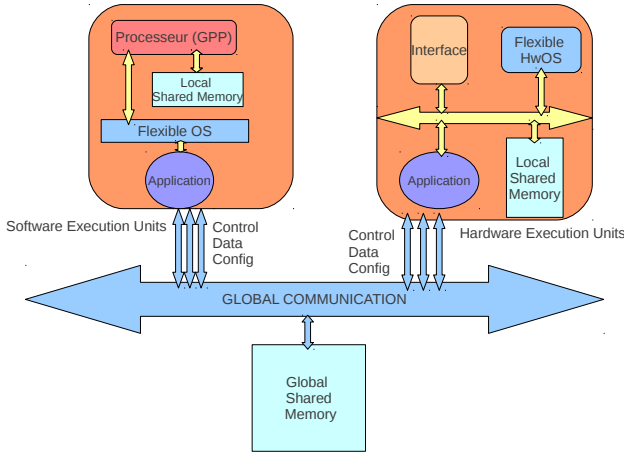 Processeur (GPP)
Local
Shared Memory
Flexible OS
Application
Software Execution Units
Control
Data
Config
Interface
Flexible
HwOS
Application
Local
Shared
Memory
Control
Data
Config
Hardware Execution Units
GLOBAL COMMUNICATION
Global
Shared
Memory